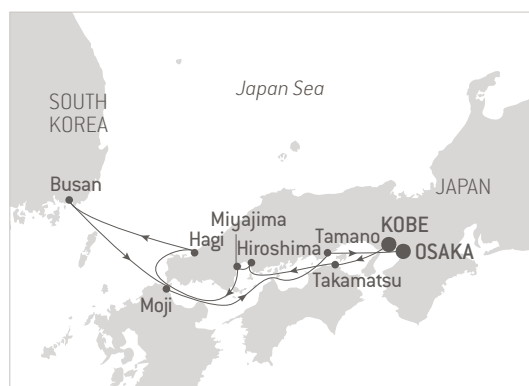 Japan Sea
SOUTH
KOREA
Busan
JAPAN
Miyajima
KOBE
Hagi
Hiroshima
Tamano
OSAKA
Takamatsu
Moji